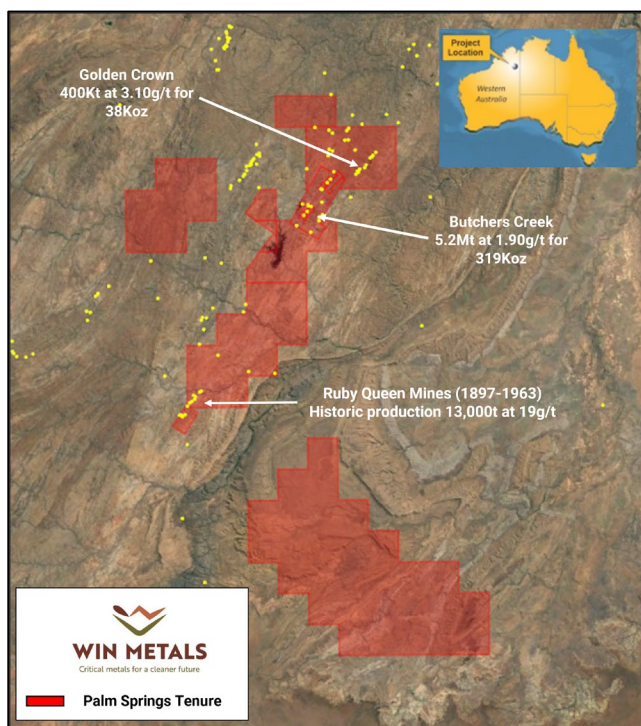 Project
Location
Western
Australia
Golden Crown
400Kt at 3.10g/t for
38Koz
Butchers Creek
5.2Mt at 1.90g/t for
319Koz
Ruby Queen Mines (1897-1963)
Historic production 13,000t at 19g/t
WIN METALS
Critical metals for a cleaner future
Palm Springs Tenure